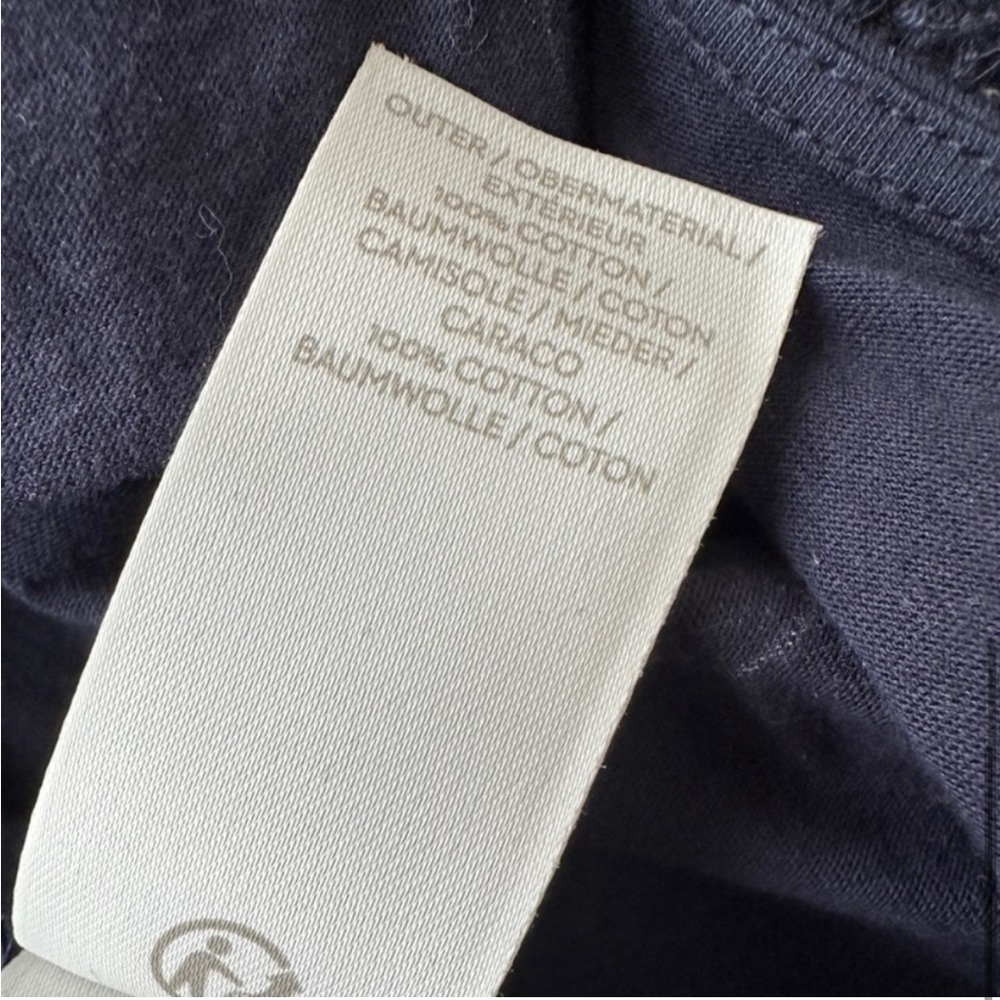 OUTER / OBERMATERIAL /
EXTÉRIEUR
100% COTTON /
BAUMWOLLE / COTON
CAMISOLE / MIEDER /
CARACO
100% COTTON /
BAUMWOLLE / COTON